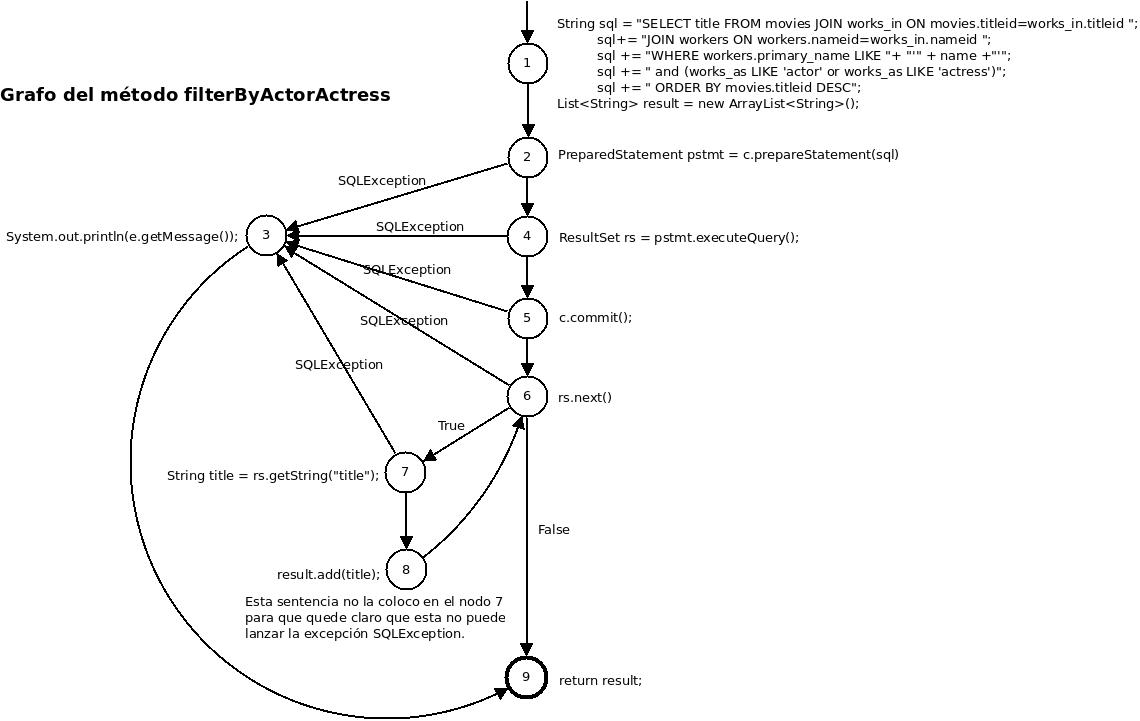 String sql = "SELECT title FROM movies JOIN works_in ON movies.titleid=works_in.titleid ";
sql+= "JOIN workers ON workers.nameid=works_in.nameid ";
1
sql += "WHERE workers.primary_name LIKE "+ "'" + name +"'";
sql += " and (works_as LIKE 'actor' or works_as LIKE 'actress')";
sql += " ORDER BY movies.titleid DESC";
Grafo del método filterByActorActress
List<String> result = new ArrayList<String>();
2
PreparedStatement pstmt = c.prepareStatement(sql)
SQLException
SQLException
System.out.println(e.getMessage());
3
4
ResultSet rs = pstmt.executeQuery();
SQLException
SQLException
5
c.commit();
SQLException
6
rs.next()
True
String title = rs.getString("title");
7
False
result.add(title);
8
Esta sentencia no la coloco en el nodo 7
para que quede claro que esta no puede
lanzar la excepción SQLException.
9
return result;